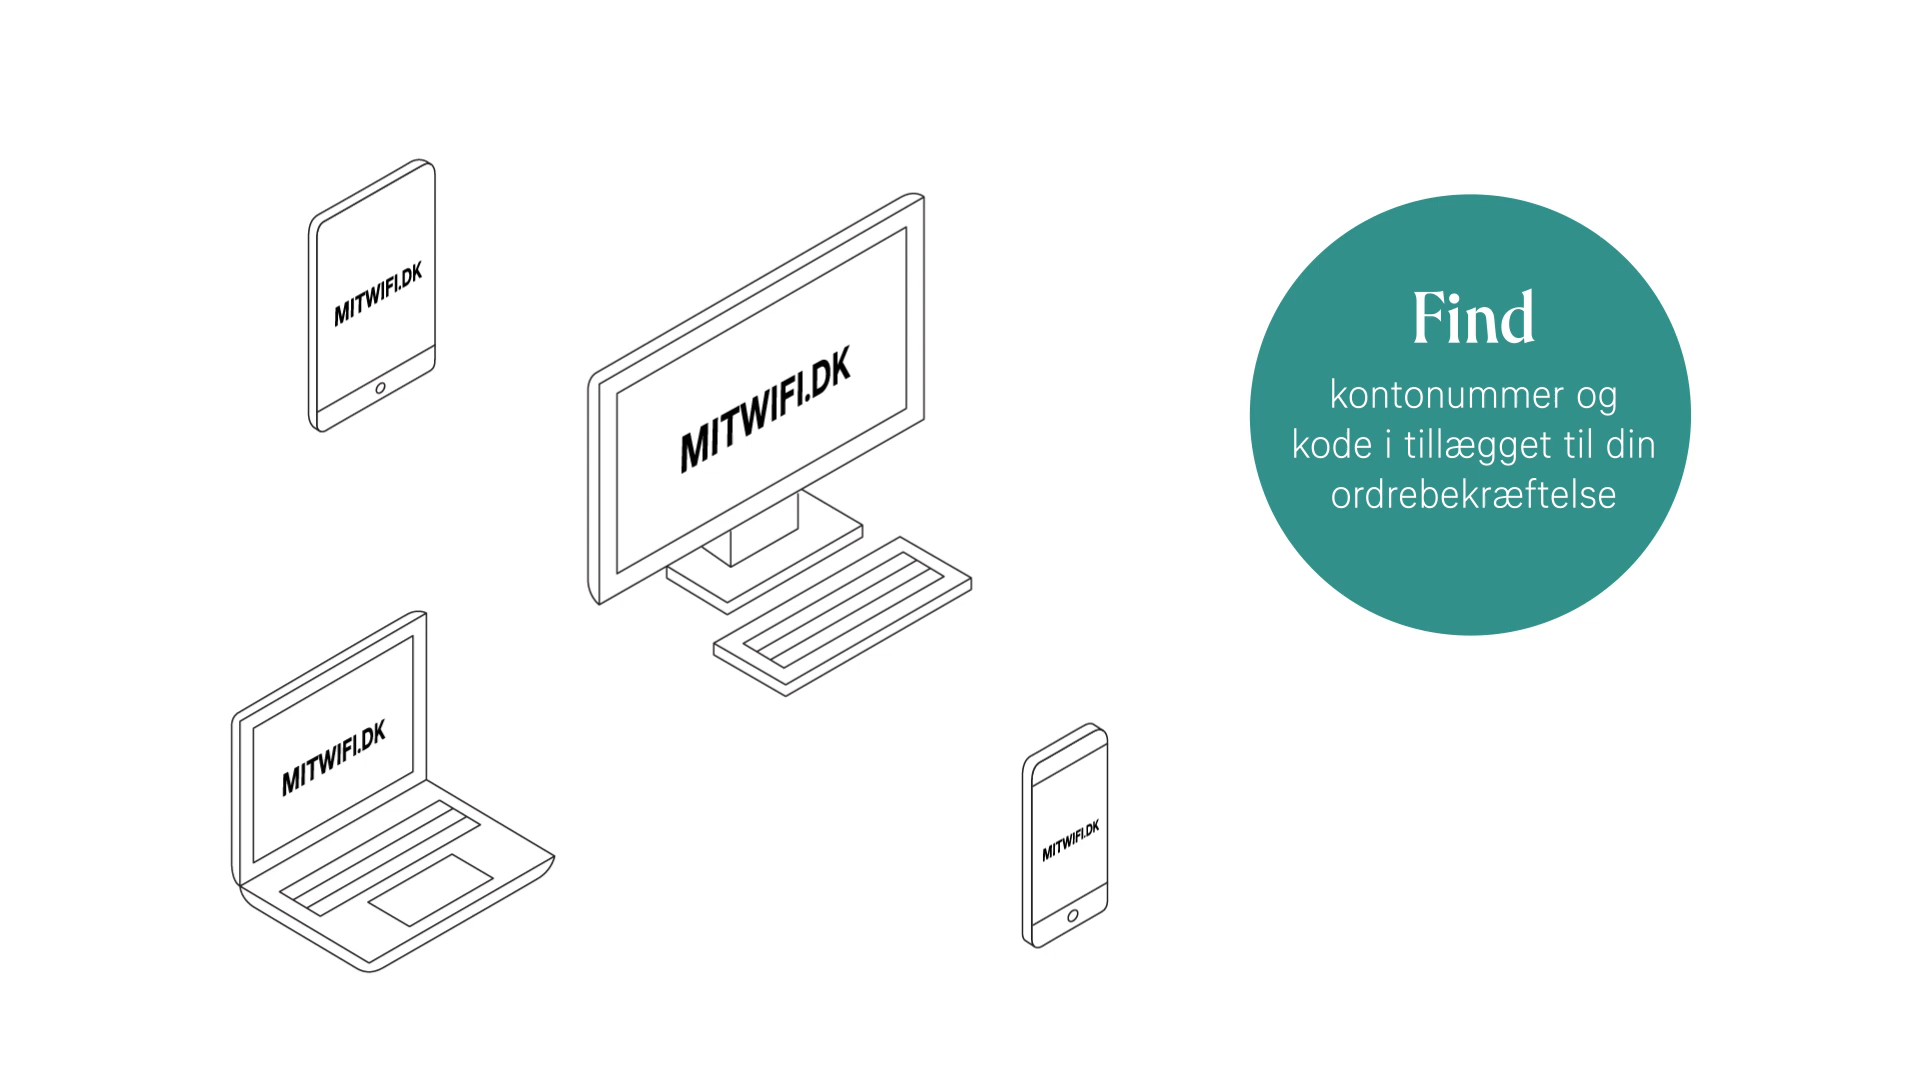 MITWIFI.DK
MITWIFI.DK
MITWIFI.DK
MITWIFI.DK
Find
kontonummer og
kode i tillægget til din
ordrebekræftelse